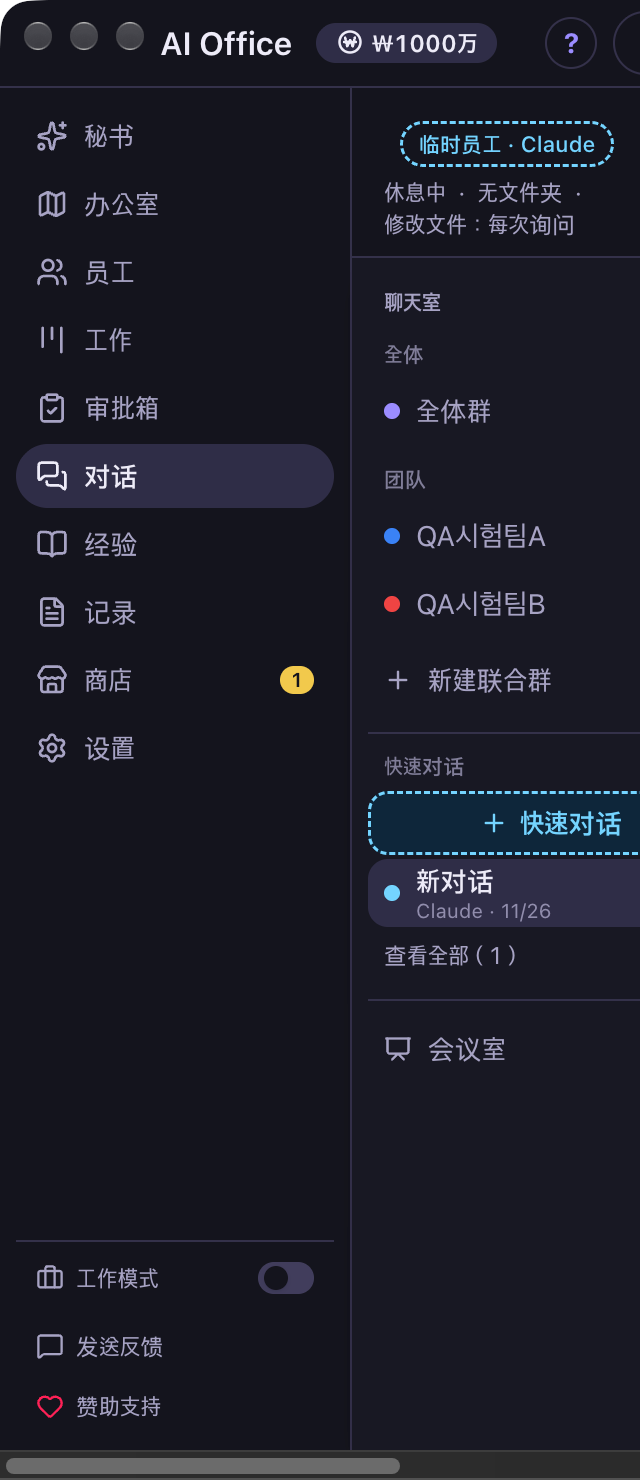 AI Office
₩1000万
?
秘书
办公室
员工
工作
审批箱
对话
经验
记录
商店
1
设置
工作模式
发送反馈
赞助支持
临时员工 · Claude
休息中 · 无文件夹 ·
修改文件：每次询问
聊天室
全体
全体群
团队
QA시험팀A
QA시험팀B
新建联合群
快速对话
快速对话
新对话
Claude · 11/26
查看全部（1）
会议室